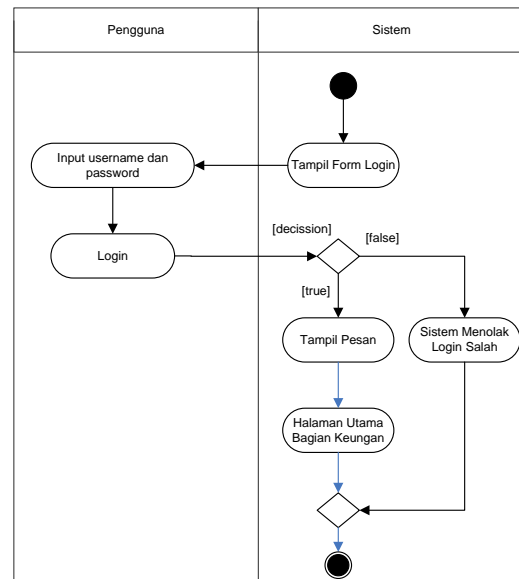 Pengguna
Sistem
Tampil Form Login
Input username dan
password
Login
[decission]
[false]
[true]
Tampil Pesan
Sistem Menolak
Login Salah
Halaman Utama
Bagian Keungan